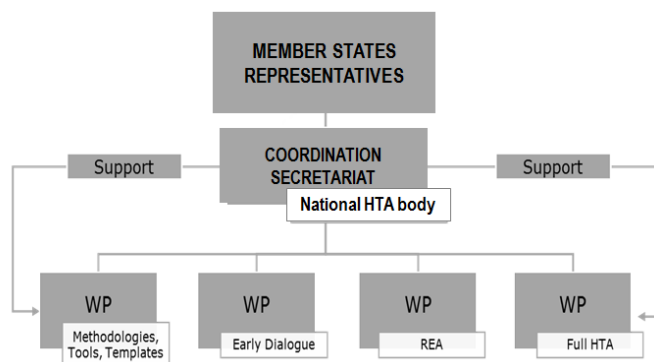 MEMBER STATES
REPRESENTATIVES
Support
COORDINATION
SECRETARIAT
Support
National HTA body
WP
WP
WP
WP
Methodologies,
Tools, Templates
Early Dialogue
REA
Full HTA